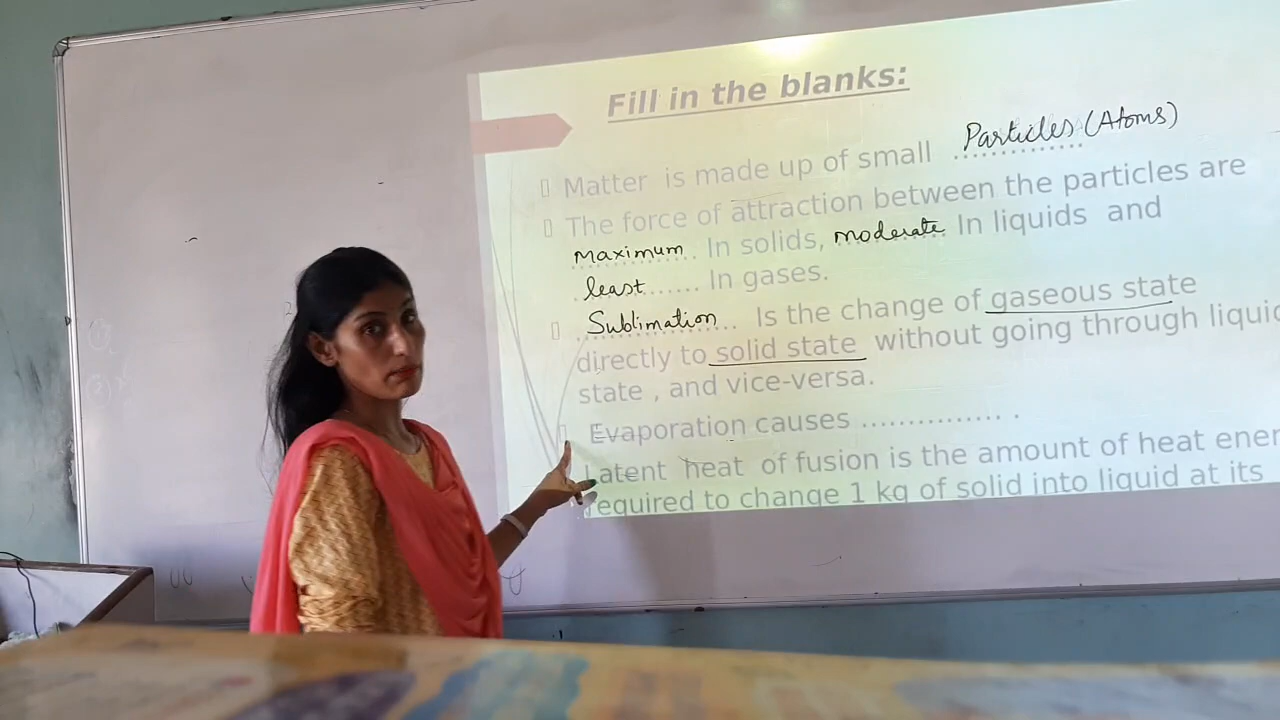 Fill in the blanks:
Matter is made up of small Particles (Atoms)
The force of attraction between the particles are
maximum.. In solids, moderate In liquids and
least....... In gases.
Sublimation.. Is the change of gaseous state
directly to solid state without going through liquid
state , and vice-versa.
Evaporation causes ............... .
Latent heat of fusion is the amount of heat ener
required to change 1 kg of solid into liquid at its